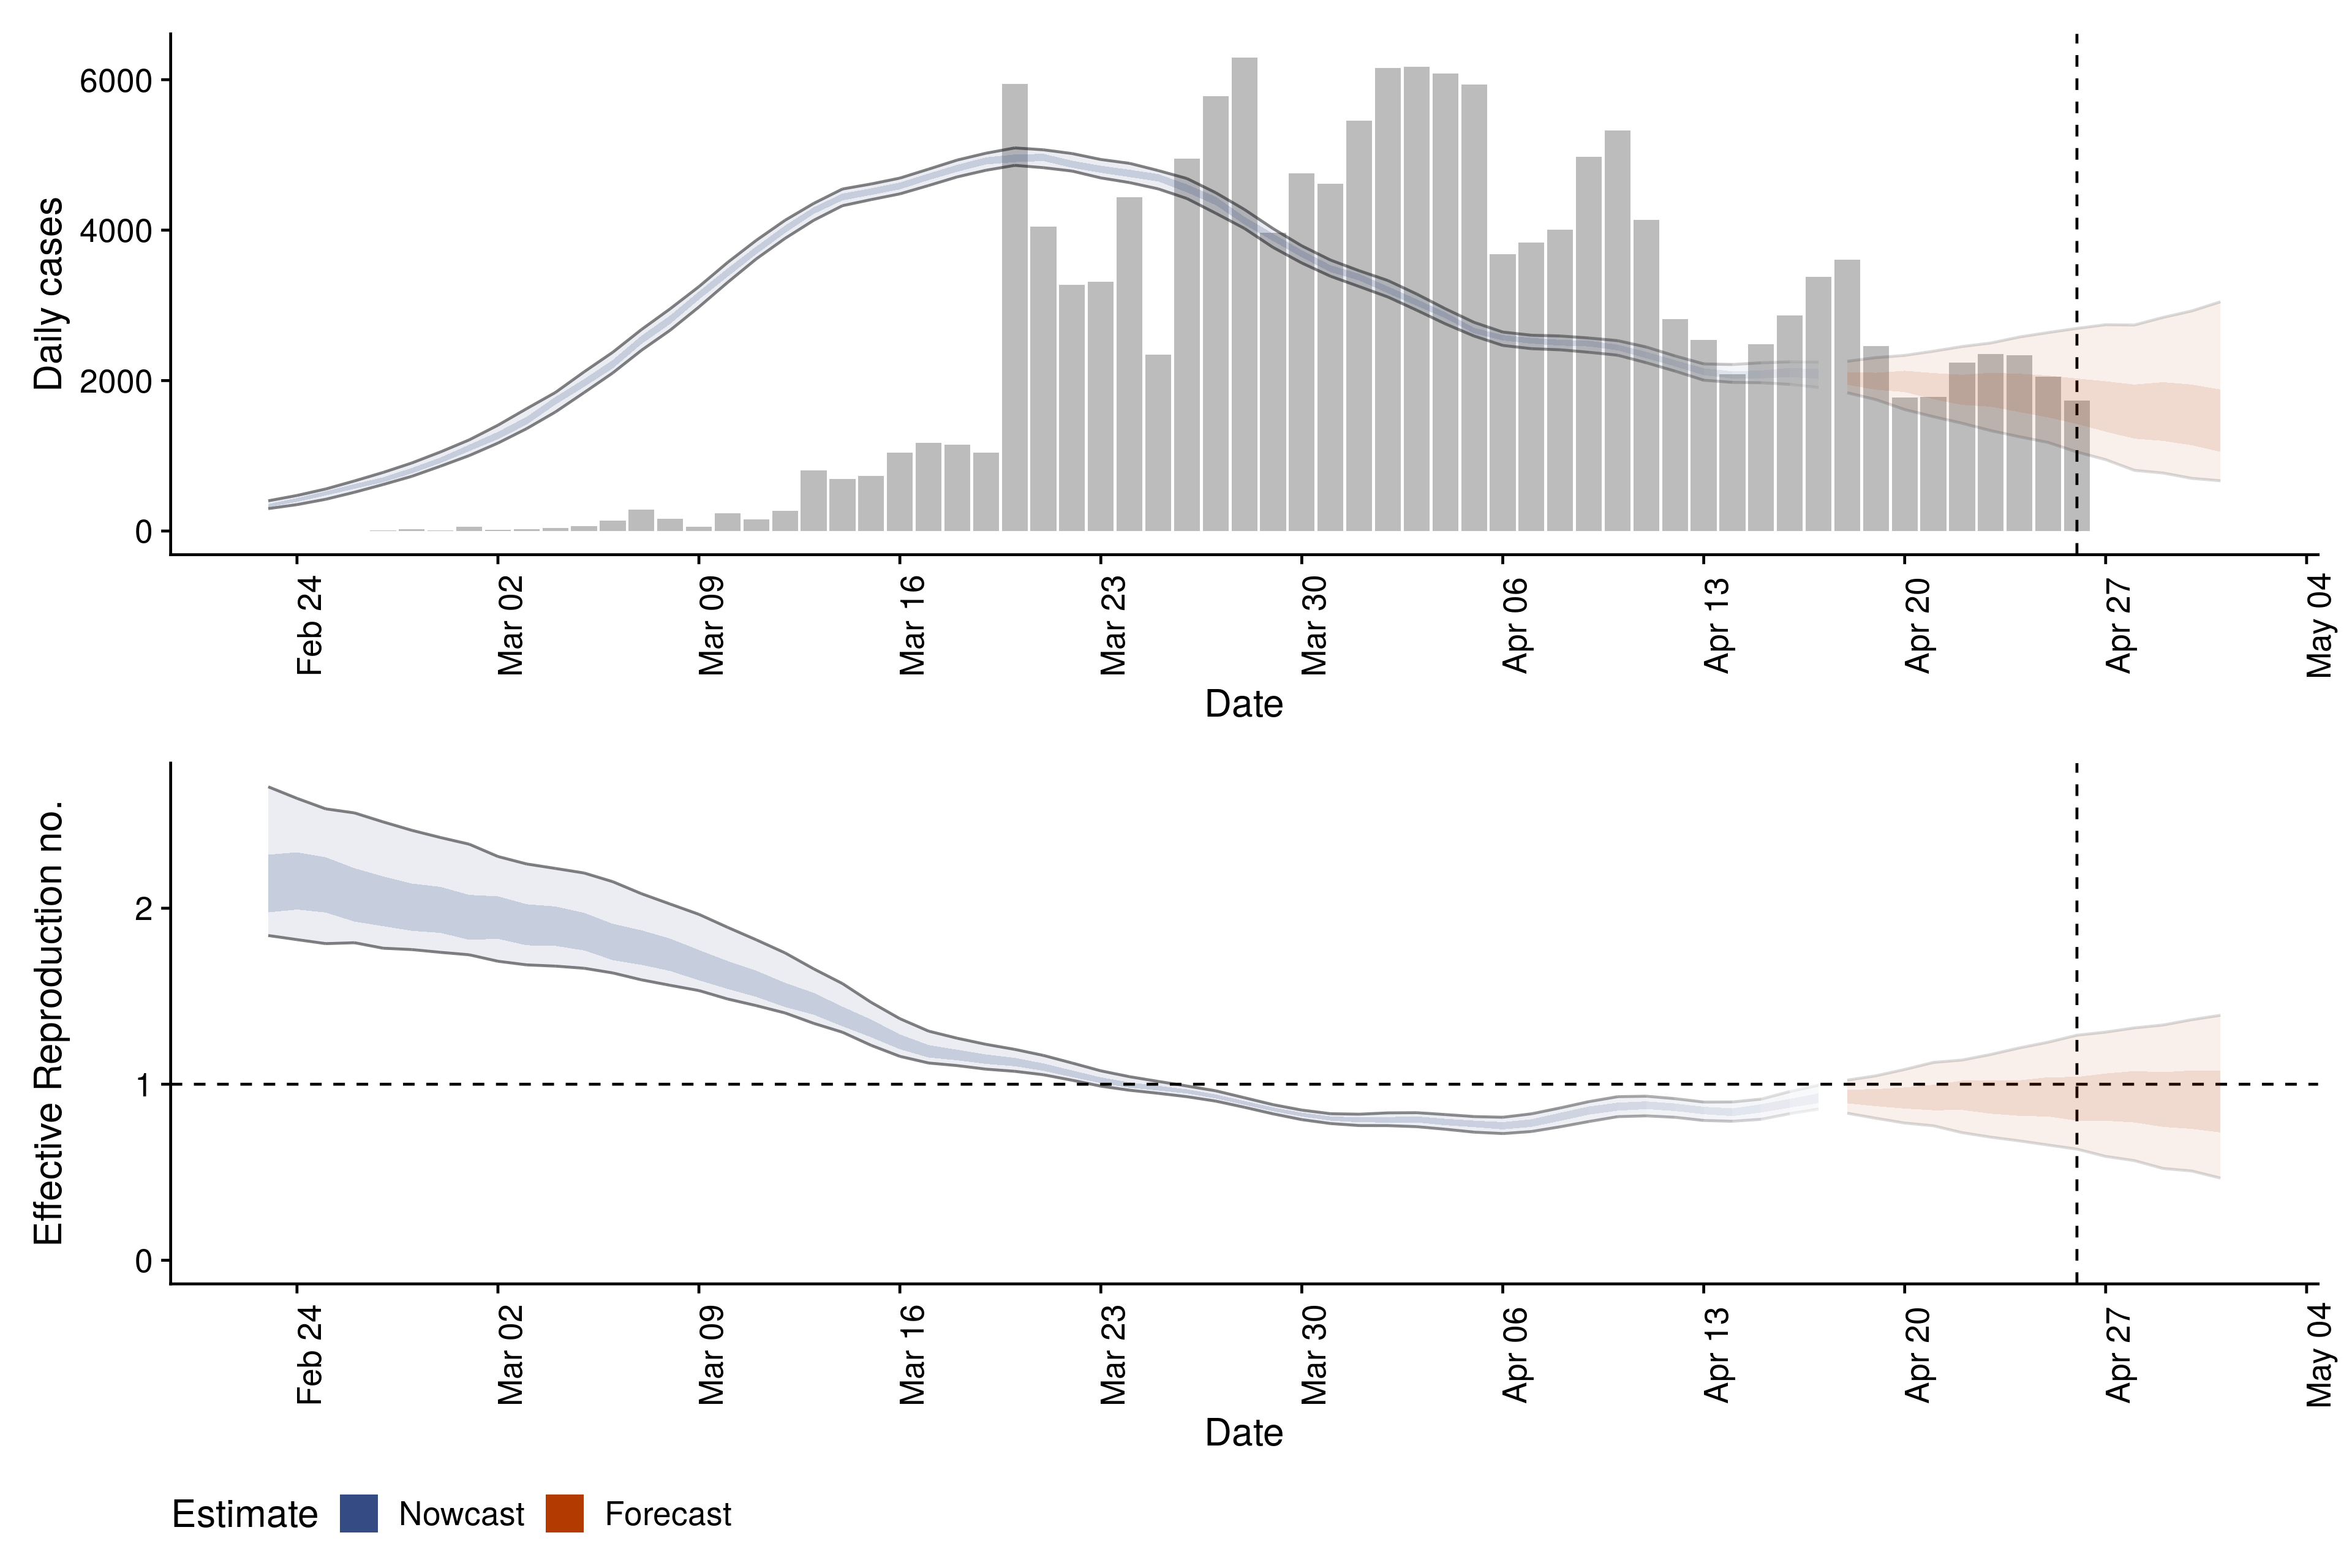 Daily cases
6000
4000
2000
0
Feb 24
Mar 02
Mar 09
Mar 16
Mar 23
Mar 30
Apr 06
Apr 13
Apr 20
Apr 27
May 04
Date
Effective Reproduction no.
2
1
0
Feb 24
Mar 02
Mar 09
Mar 16
Mar 23
Mar 30
Apr 06
Apr 13
Apr 20
Apr 27
May 04
Date
Estimate Nowcast Forecast